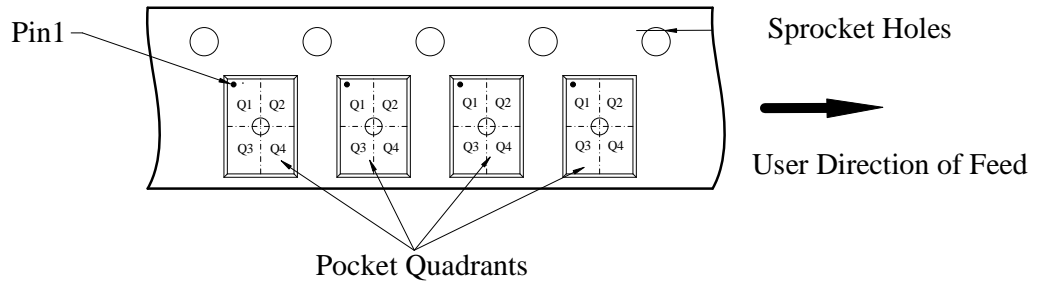 Pin1
Sprocket Holes
Q1 Q2 Q1 Q2 Q1 Q2 Q1 Q2
Q3 Q4 Q3 Q4 Q3 Q4 Q3 Q4
User Direction of Feed
Pocket Quadrants